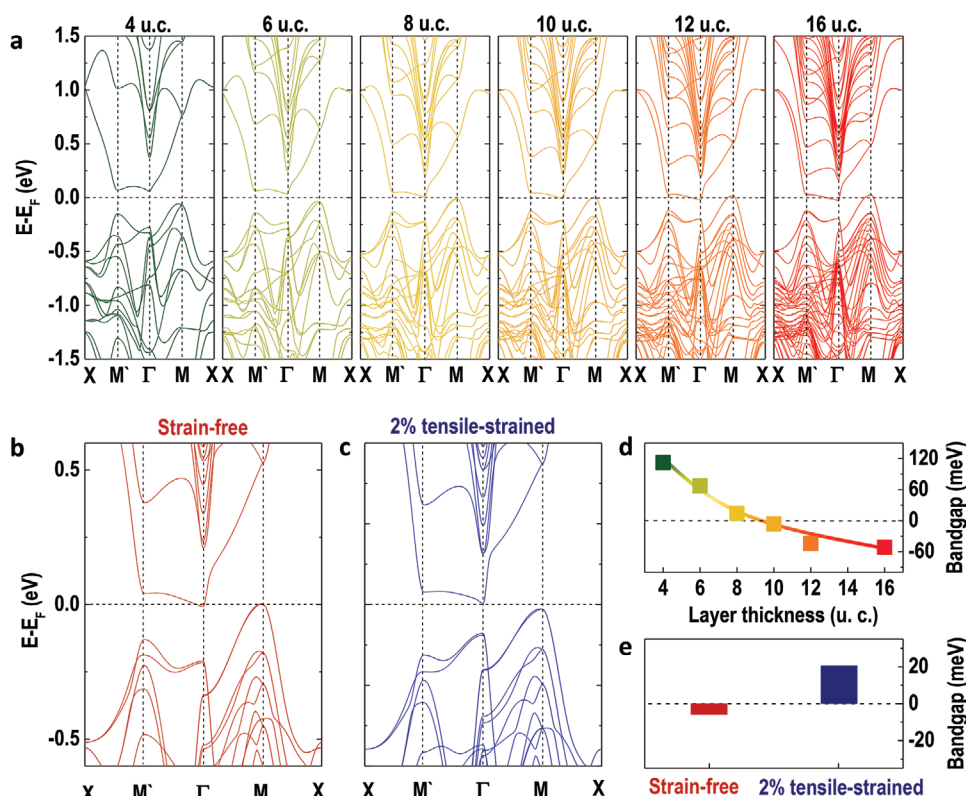 a
4 u.c.
6 u.c.
8 u.c.
10 u.c.
12 u.c.
16 u.c.
1.5
1.0
0.5
0.0
-0.5
-1.0
-1.5
E-E_F (eV)
X M` Γ M X
X M` Γ M X
X M` Γ M X
X M` Γ M X
X M` Γ M X
X M` Γ M X
b
Strain-free
0.5
0.0
-0.5
E-E_F (eV)
X M` Γ M X
c
2% tensile-strained
X M` Γ M X
d
120
60
0
-60
Bandgap (meV)
4 6 8 10 12 14 16
Layer thickness (u. c.)
e
20
0
-20
Bandgap (meV)
Strain-free
2% tensile-strained